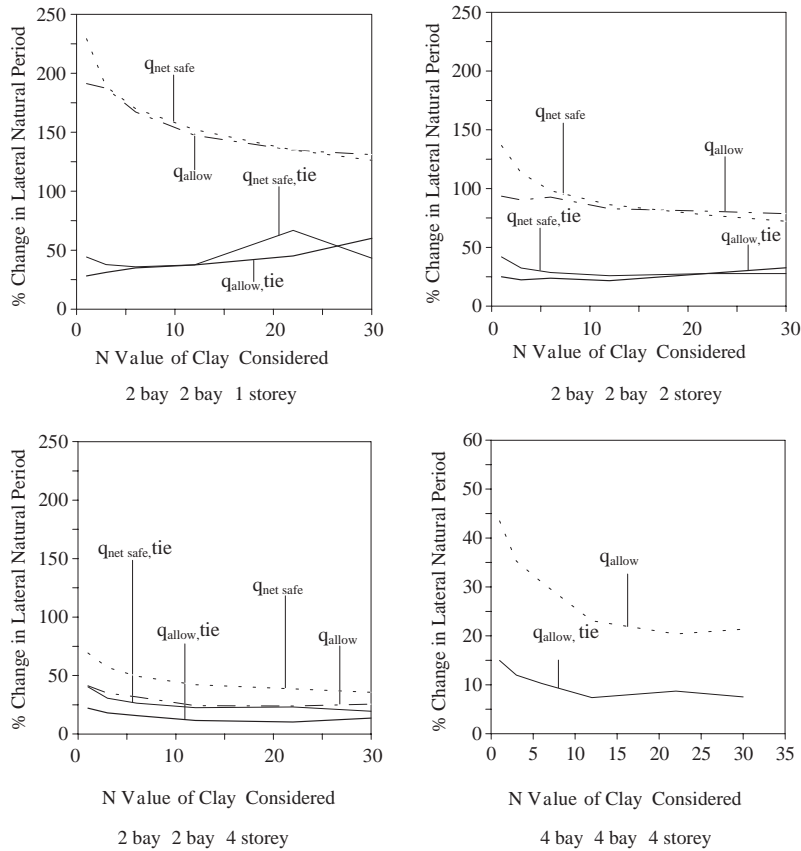 % Change in Lateral Natural Period
250
200
150
100
50
0
q_net safe
q_allow
q_net safe,tie
q_allow,tie
0
10
20
30
N Value of Clay Considered
2 bay 2 bay 1 storey
% Change in Lateral Natural Period
250
200
150
100
50
0
q_net safe
q_allow
q_net safe,tie
q_allow,tie
0
10
20
30
N Value of Clay Considered
2 bay 2 bay 2 storey
% Change in Lateral Natural Period
250
200
150
100
50
0
q_net safe,tie
q_allow,tie
q_net safe
q_allow
0
10
20
30
N Value of Clay Considered
2 bay 2 bay 4 storey
% Change in Lateral Natural Period
60
50
40
30
20
10
0
q_allow
q_allow, tie
0
5
10
15
20
25
30
35
N Value of Clay Considered
4 bay 4 bay 4 storey